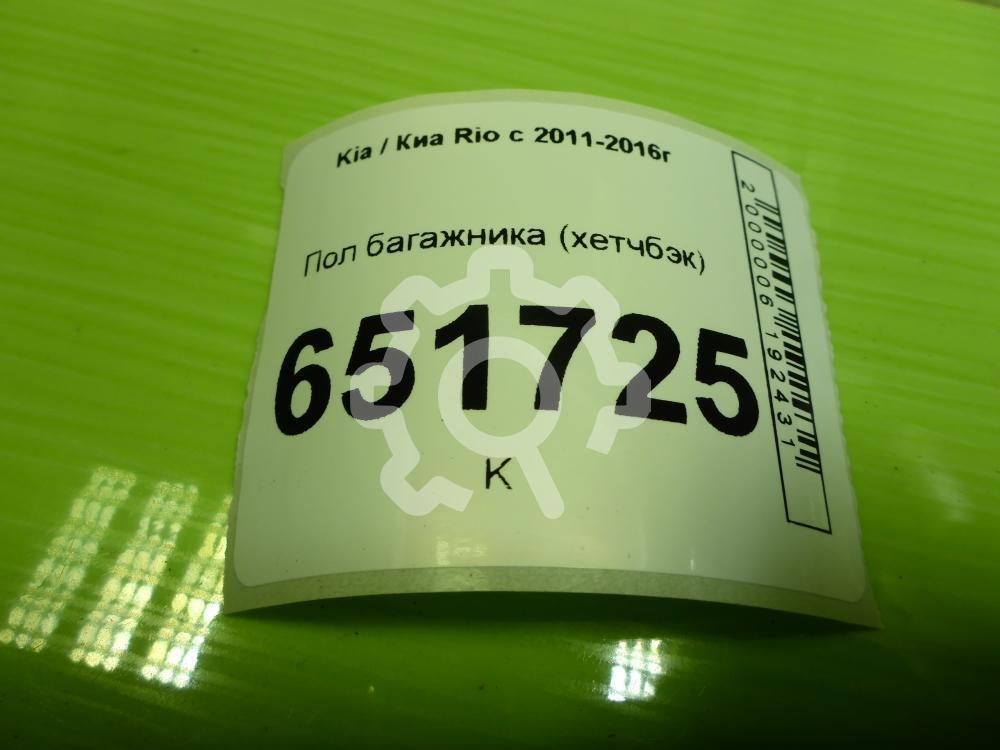 Kia / Киа Rio с 2011-2016г
Пол багажника (хетчбэк)
651725
К
2000006192431